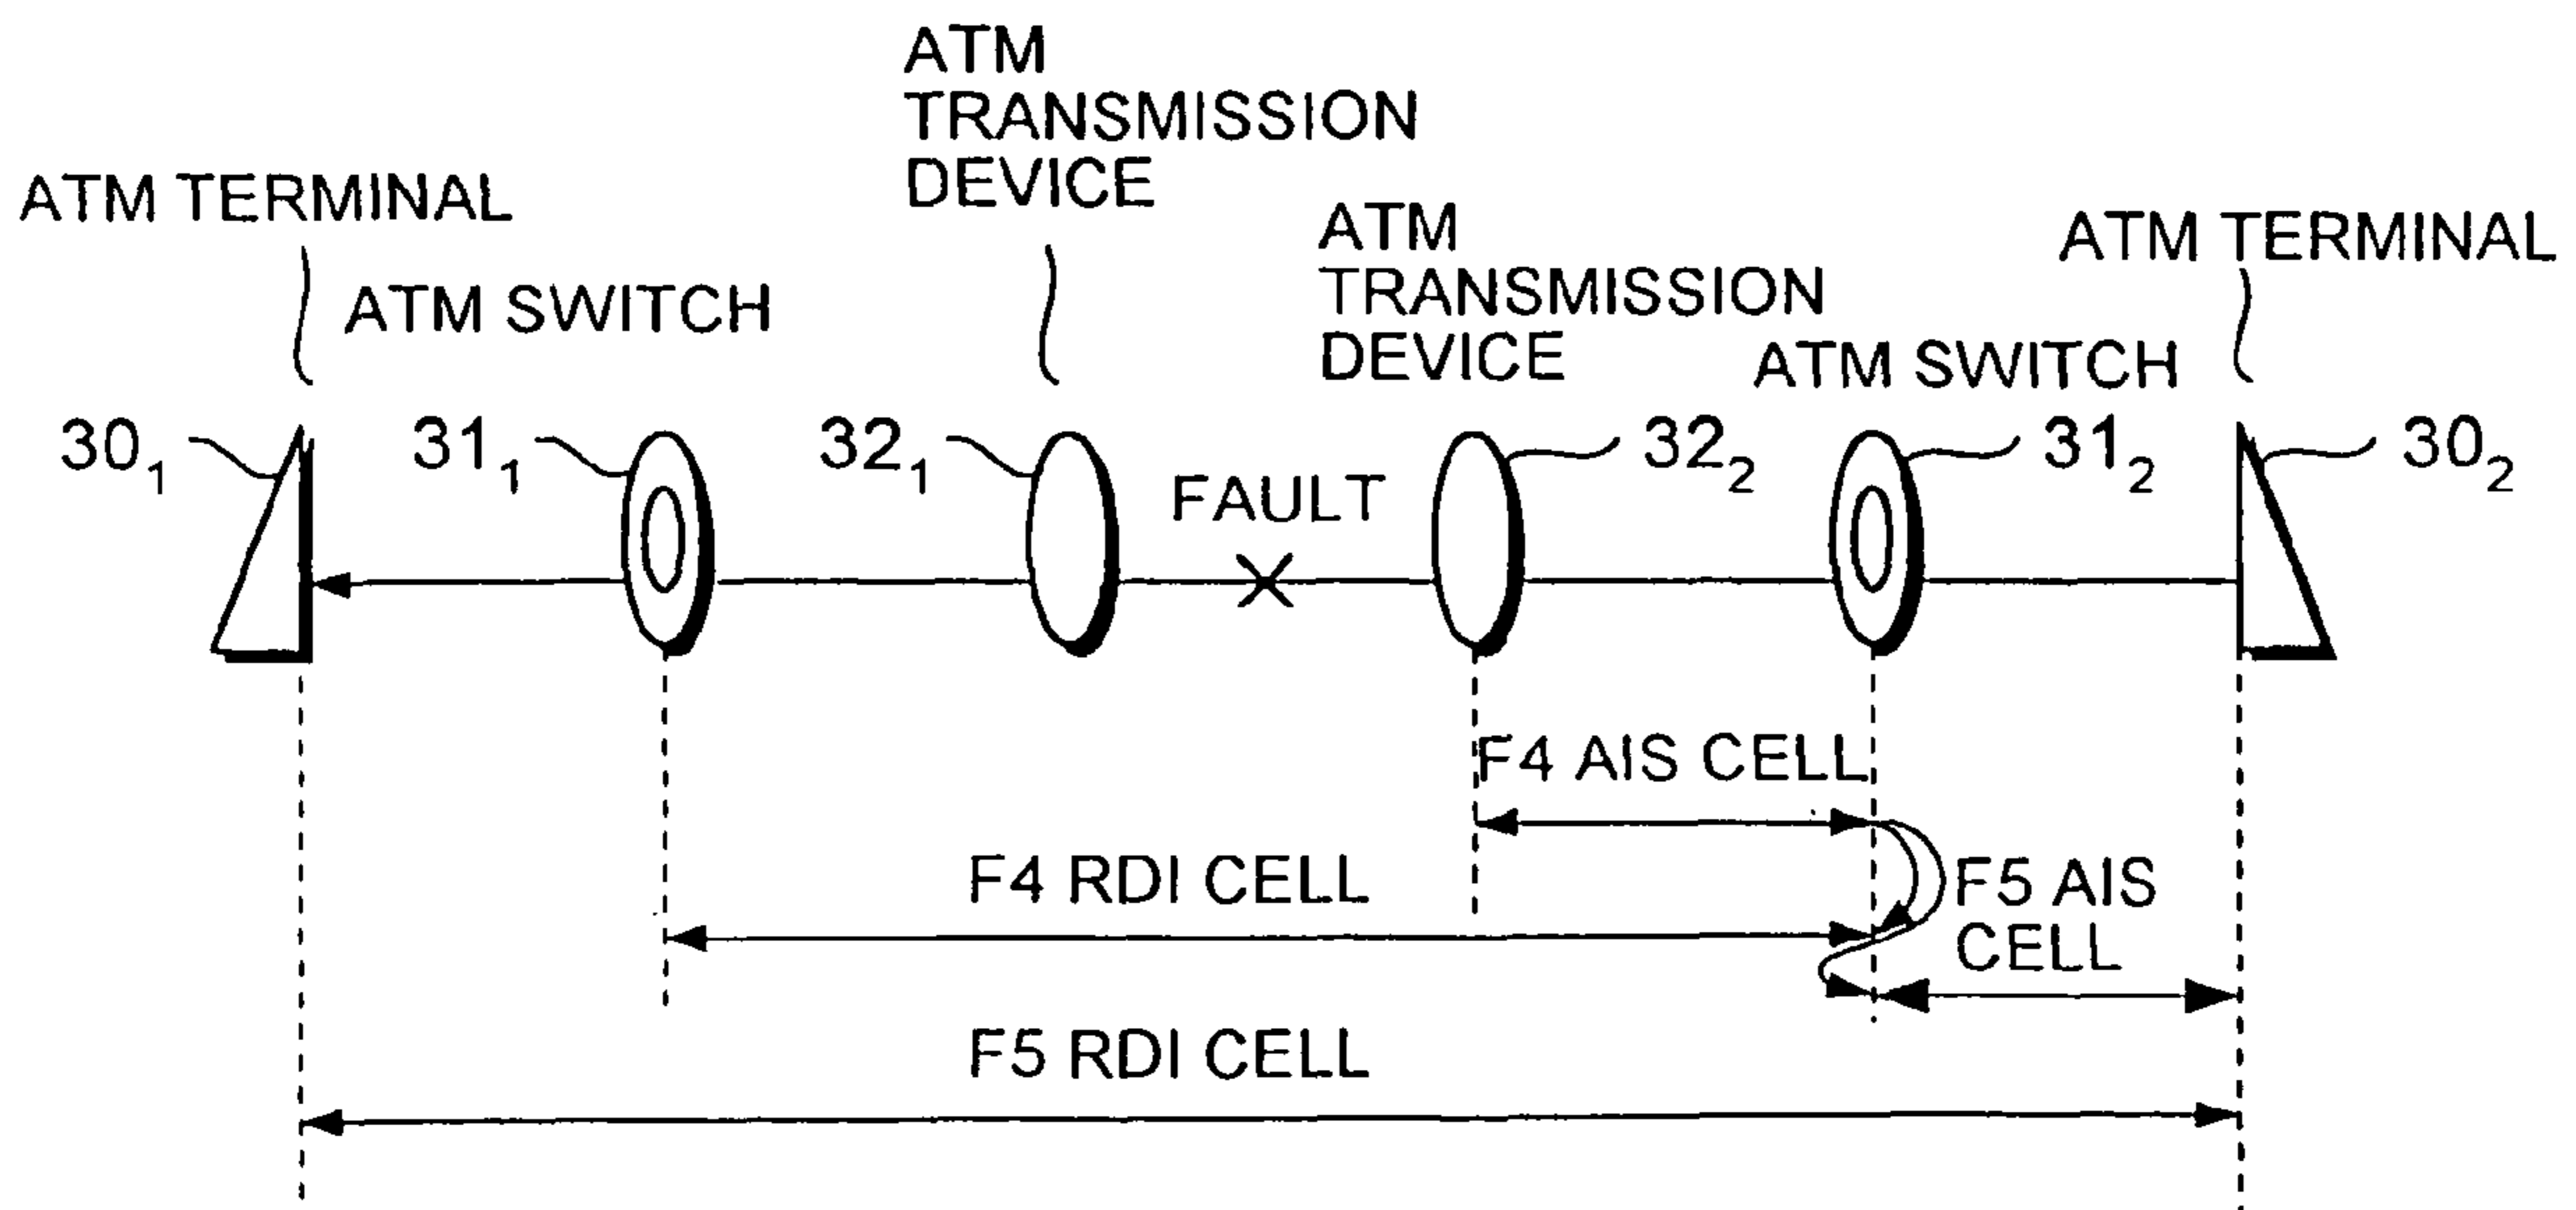 ATM
TRANSMISSION
DEVICE
ATM TERMINAL
ATM
TRANSMISSION
DEVICE
ATM TERMINAL
ATM SWITCH
ATM SWITCH
30₁
31₁
32₁
32₂
31₂
30₂
FAULT
F4 AIS CELL
F4 RDI CELL
F5 AIS
CELL
F5 RDI CELL